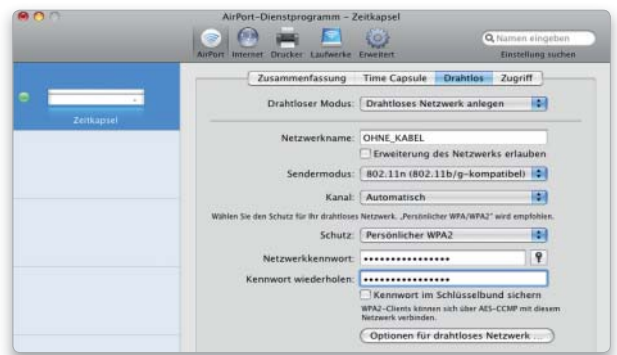 AirPort-Dienstprogramm – Zeitkapsel
AirPort Internet Drucker Laufwerke Erweitert
Namen eingeben
Einstellung suchen
Zusammenfassung Time Capsule Drahtlos Zugriff
Zeitkapsel
Drahtloser Modus: Drahtloses Netzwerk anlegen
Netzwerkname: OHNE_KABEL
Erweiterung des Netzwerks erlauben
Sendermodus: 802.11n (802.11b/g-kompatibel)
Kanal: Automatisch
Wählen Sie den Schutz für Ihr drahtloses Netzwerk. „Persönlicher WPA/WPA2" wird empfohlen.
Schutz: Persönlicher WPA2
Netzwerkkennwort: ••••••••••••••••
Kennwort wiederholen: ••••••••••••••••
Kennwort im Schlüsselbund sichern
WPA2-Clients können sich über AES-CCMP mit diesem
Netzwerk verbinden.
Optionen für drahtloses Netzwerk ...